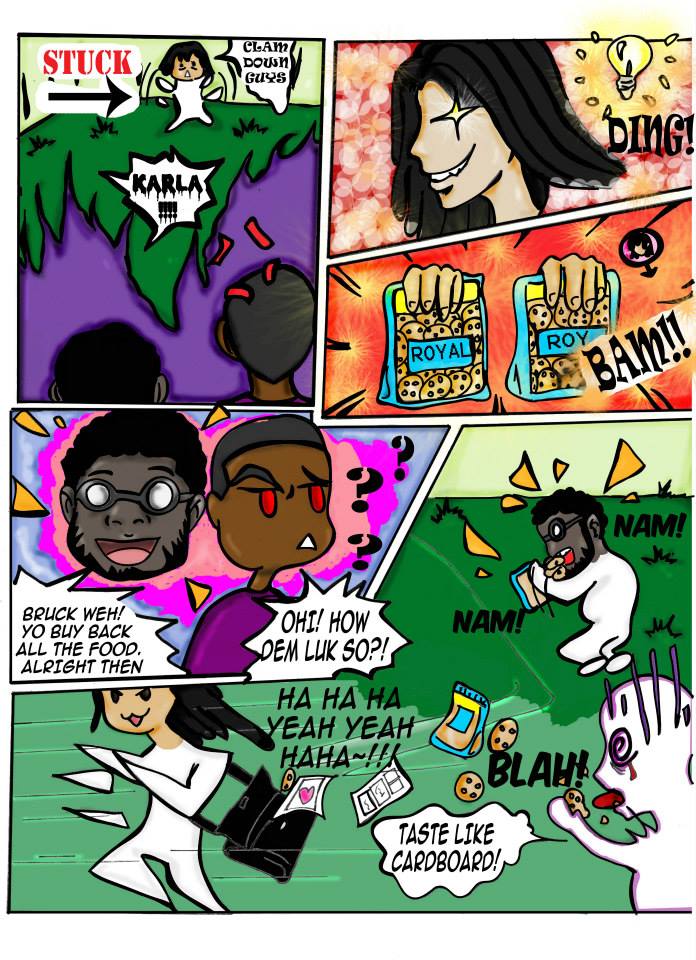 STUCK
CLAM
DOWN
GUYS
KARLA
!!!!
DING!
ROYAL
ROY
BAM!!
BRUCK WEH!
YO BUY BACK
ALL THE FOOD.
ALRIGHT THEN
? ? ?
OHI! HOW
DEM LUK SO?!
NAM!
NAM!
HA HA HA
YEAH YEAH
HAHA~!!!
BLAH!
TASTE LIKE
CARDBOARD!